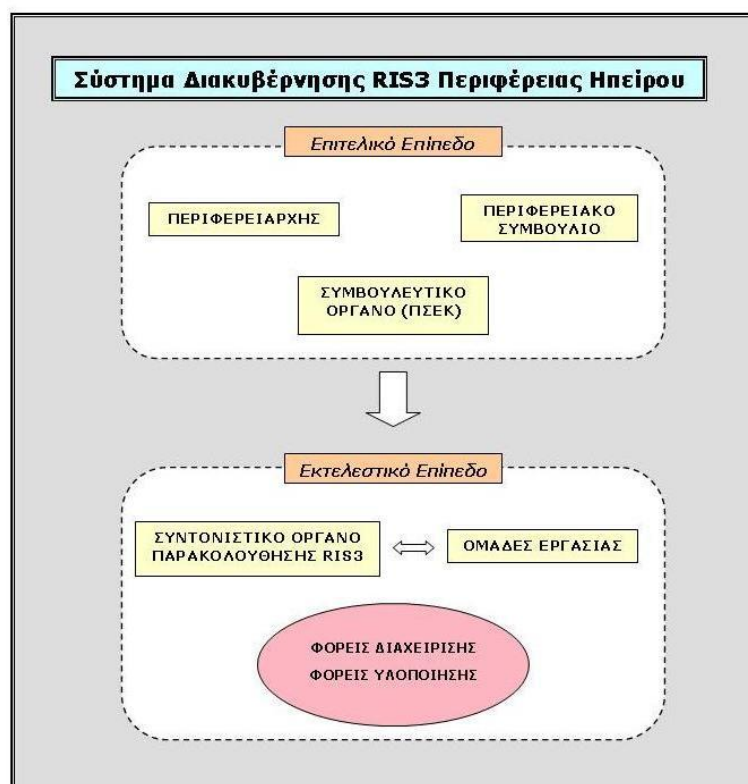 Σύστημα Διακυβέρνησης RIS3 Περιφέρειας Ηπείρου
Επιτελικό Επίπεδο
ΠΕΡΙΦΕΡΕΙΑΡΧΗΣ
ΠΕΡΙΦΕΡΕΙΑΚΟ
ΣΥΜΒΟΥΛΙΟ
ΣΥΜΒΟΥΛΕΥΤΙΚΟ
ΟΡΓΑΝΟ (ΠΣΕΚ)
Εκτελεστικό Επίπεδο
ΣΥΝΤΟΝΙΣΤΙΚΟ ΟΡΓΑΝΟ
ΠΑΡΑΚΟΛΟΥΘΗΣΗΣ RIS3
ΟΜΑΔΕΣ ΕΡΓΑΣΙΑΣ
ΦΟΡΕΙΣ ΔΙΑΧΕΙΡΙΣΗΣ
ΦΟΡΕΙΣ ΥΛΟΠΟΙΗΣΗΣ